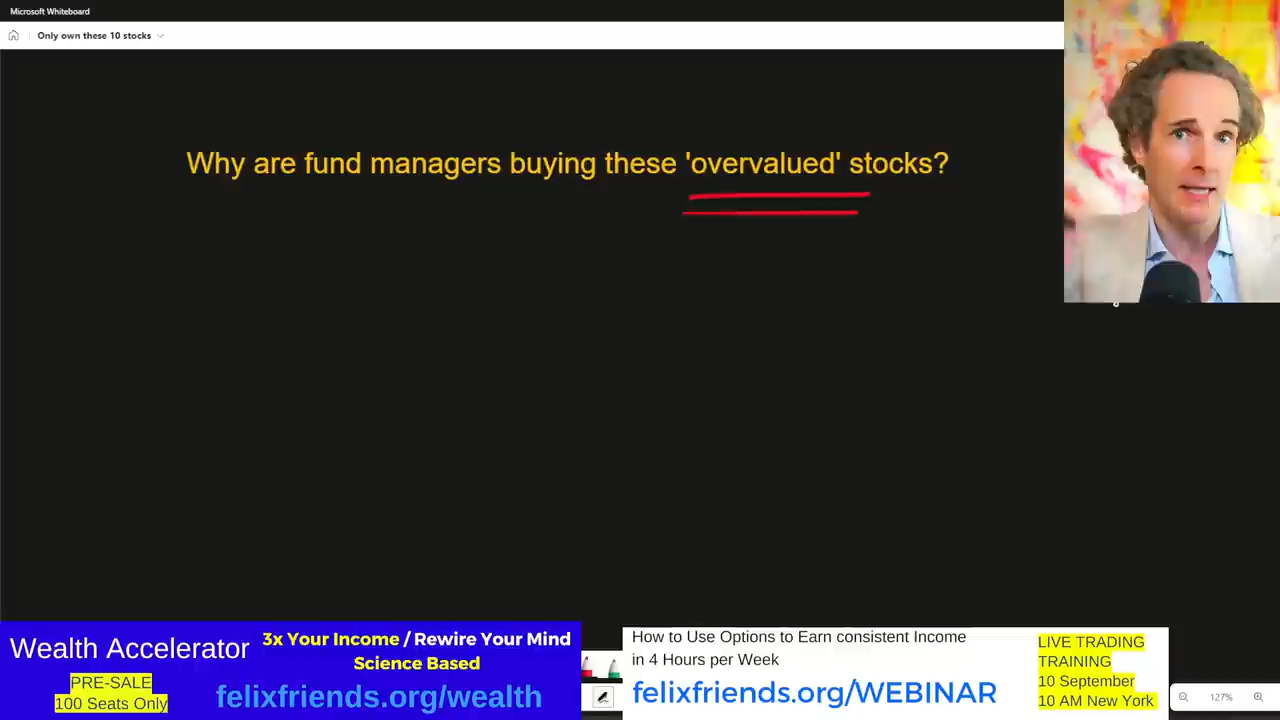 Microsoft Whiteboard
Only own these 10 stocks
Why are fund managers buying these 'overvalued' stocks?
Wealth Accelerator
PRE-SALE
100 Seats Only
3x Your Income / Rewire Your Mind
Science Based
felixfriends.org/wealth
How to Use Options to Earn consistent Income
in 4 Hours per Week
felixfriends.org/WEBINAR
LIVE TRADING
TRAINING
10 September
10 AM New York
127%